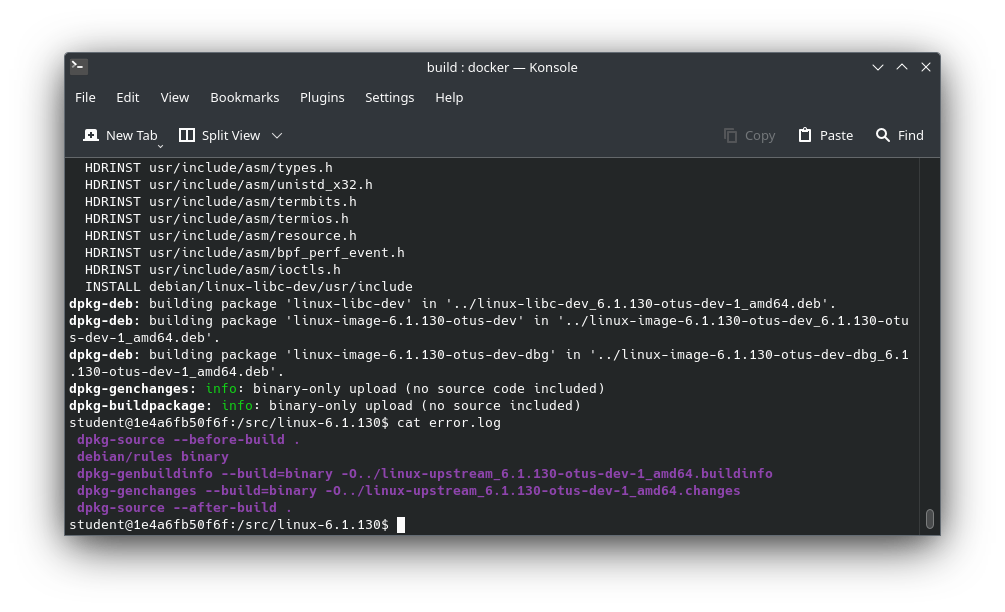 build : docker — Konsole
File Edit View Bookmarks Plugins Settings Help
New Tab Split View Copy Paste Find
HDRINST usr/include/asm/types.h
HDRINST usr/include/asm/unistd_x32.h
HDRINST usr/include/asm/termbits.h
HDRINST usr/include/asm/termios.h
HDRINST usr/include/asm/resource.h
HDRINST usr/include/asm/bpf_perf_event.h
HDRINST usr/include/asm/ioctls.h
INSTALL debian/linux-libc-dev/usr/include
dpkg-deb: building package 'linux-libc-dev' in '../linux-libc-dev_6.1.130-otus-dev-1_amd64.deb'.
dpkg-deb: building package 'linux-image-6.1.130-otus-dev' in '../linux-image-6.1.130-otus-dev_6.1.130-otu
s-dev-1_amd64.deb'.
dpkg-deb: building package 'linux-image-6.1.130-otus-dev-dbg' in '../linux-image-6.1.130-otus-dev-dbg_6.1
.130-otus-dev-1_amd64.deb'.
dpkg-genchanges: info: binary-only upload (no source code included)
dpkg-buildpackage: info: binary-only upload (no source included)
student@1e4a6fb50f6f:/src/linux-6.1.130$ cat error.log
dpkg-source --before-build .
debian/rules binary
dpkg-genbuildinfo --build=binary -O../linux-upstream_6.1.130-otus-dev-1_amd64.buildinfo
dpkg-genchanges --build=binary -O../linux-upstream_6.1.130-otus-dev-1_amd64.changes
dpkg-source --after-build .
student@1e4a6fb50f6f:/src/linux-6.1.130$